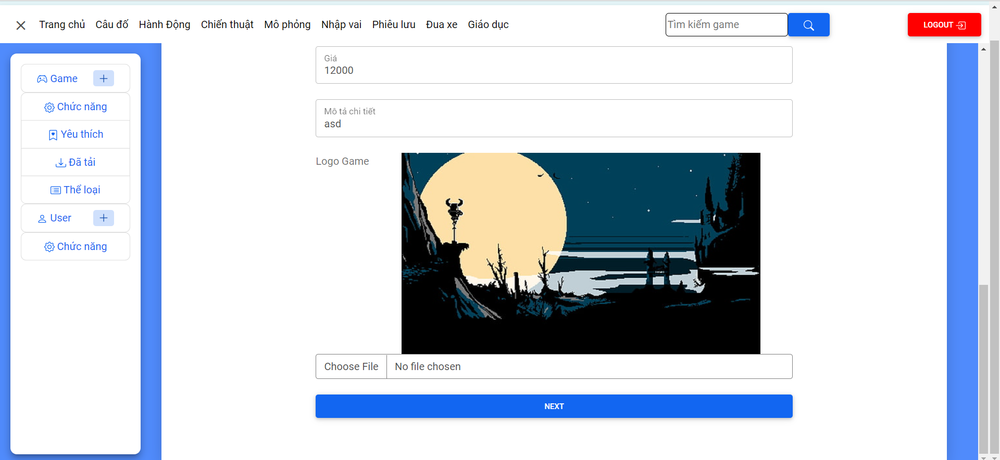 Trang chủ Câu đố Hành Động Chiến thuật Mô phỏng Nhập vai Phiêu lưu Đua xe Giáo dục Tìm kiếm game LOGOUT
Game +
Chức năng
Yêu thích
Đã tải
Thể loại
User +
Chức năng
Giá
12000
Mô tả chi tiết
asd
Logo Game
Choose File No file chosen
NEXT